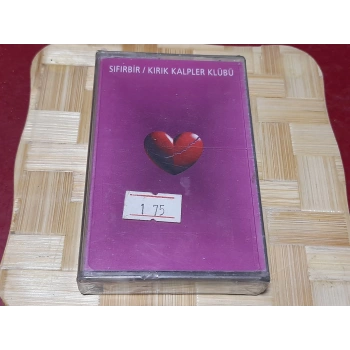 SIFIRBİR / KIRIK KALPLER KLÜBÜ
1 75